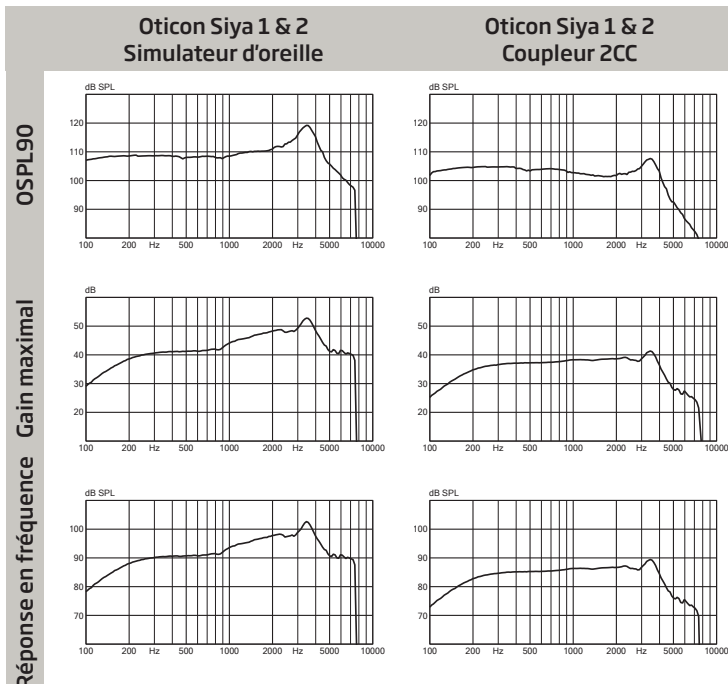 Oticon Siya 1 & 2
Simulateur d'oreille
Oticon Siya 1 & 2
Coupleur 2CC
OSPL90
dB SPL
120
110
100
90
100 200 Hz 500 1000 2000 Hz 5000 10000
dB SPL
120
110
100
90
100 200 Hz 500 1000 2000 Hz 5000 10000
Gain maximal
dB
50
40
30
20
100 200 Hz 500 1000 2000 Hz 5000 10000
dB
50
40
30
20
100 200 Hz 500 1000 2000 Hz 5000 10000
Réponse en fréquence
dB SPL
100
90
80
70
100 200 Hz 500 1000 2000 Hz 5000 10000
dB SPL
100
90
80
70
100 200 Hz 500 1000 2000 Hz 5000 10000